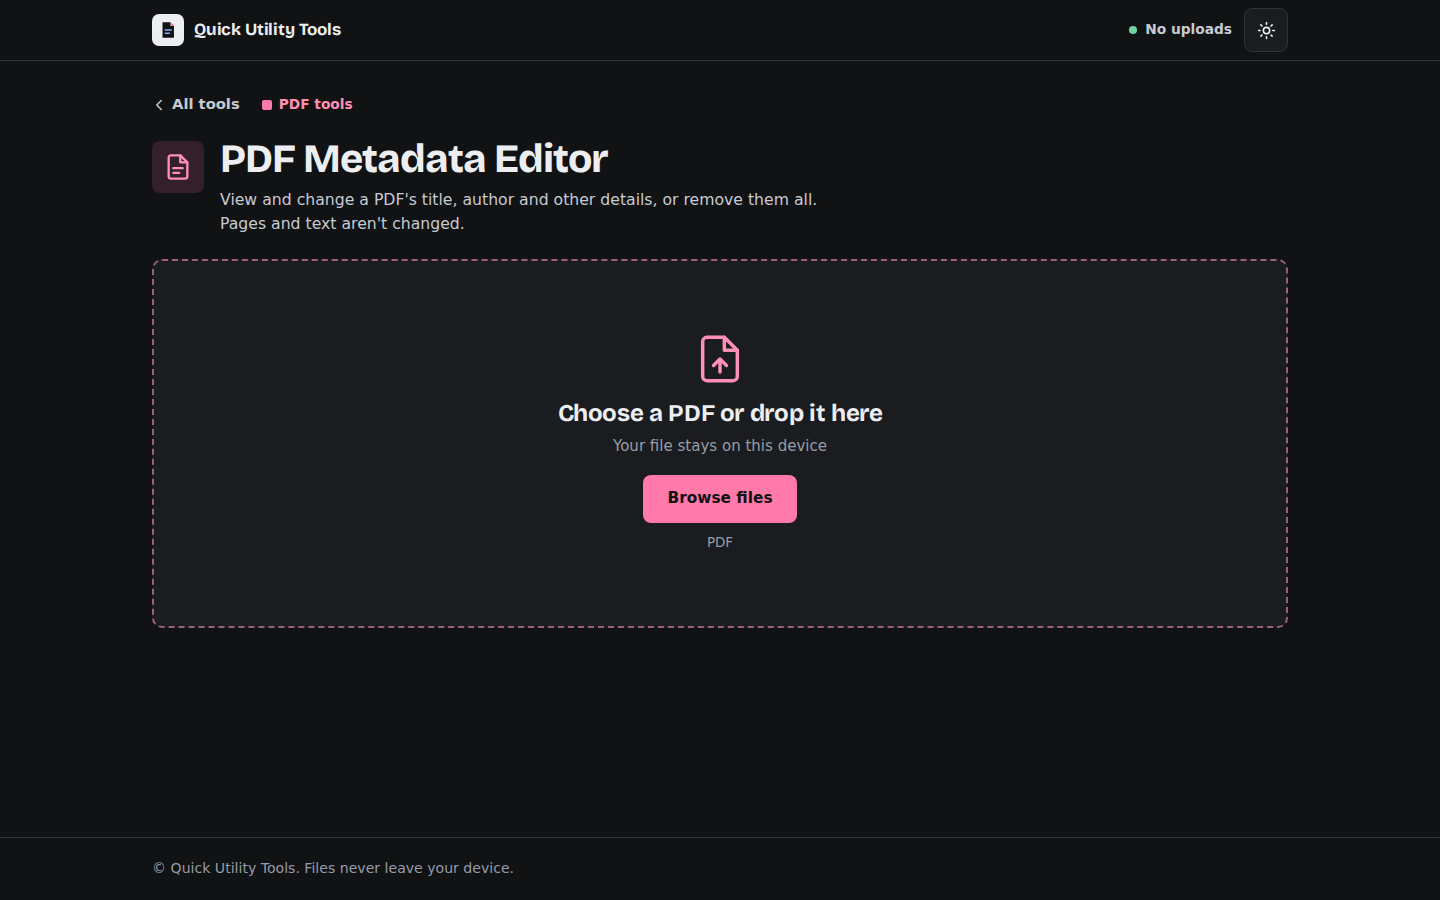 Quick Utility Tools
No uploads
All tools
PDF tools
PDF Metadata Editor
View and change a PDF's title, author and other details, or remove them all.
Pages and text aren't changed.
Choose a PDF or drop it here
Your file stays on this device
Browse files
PDF
© Quick Utility Tools. Files never leave your device.